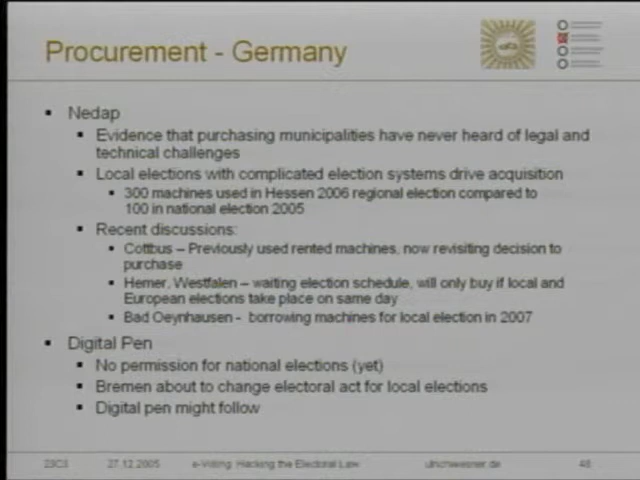 Procurement - Germany
▪ Nedap
▪ Evidence that purchasing municipalities have never heard of legal and
technical challenges
▪ Local elections with complicated election systems drive acquisition
▪ 300 machines used in Hessen 2006 regional election compared to
100 in national election 2005
▪ Recent discussions:
▪ Cottbus – Previously used rented machines, now revisiting decision to
purchase
▪ Hemer, Westfalen – waiting election schedule, will only buy if local and
European elections take place on same day
▪ Bad Oeynhausen - borrowing machines for local election in 2007
▪ Digital Pen
▪ No permission for national elections (yet)
▪ Bremen about to change electoral act for local elections
▪ Digital pen might follow
23C3 27.12.2005 e-Voting: Hacking the Electoral Law ulrichwiesner.de 46